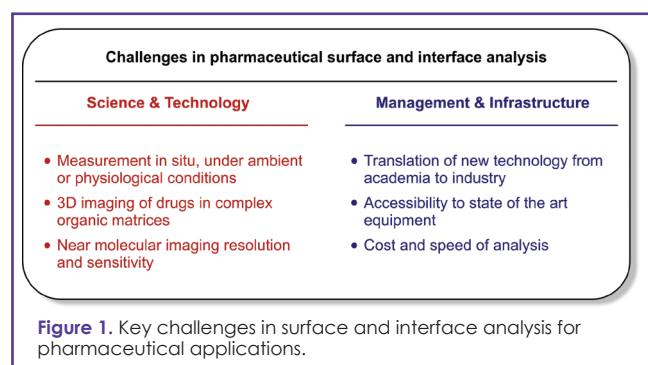 Challenges in pharmaceutical surface and interface analysis
Science & Technology
• Measurement in situ, under ambient
or physiological conditions
• 3D imaging of drugs in complex
organic matrices
• Near molecular imaging resolution
and sensitivity
Management & Infrastructure
• Translation of new technology from
academia to industry
• Accessibility to state of the art
equipment
• Cost and speed of analysis
Figure 1. Key challenges in surface and interface analysis for
pharmaceutical applications.